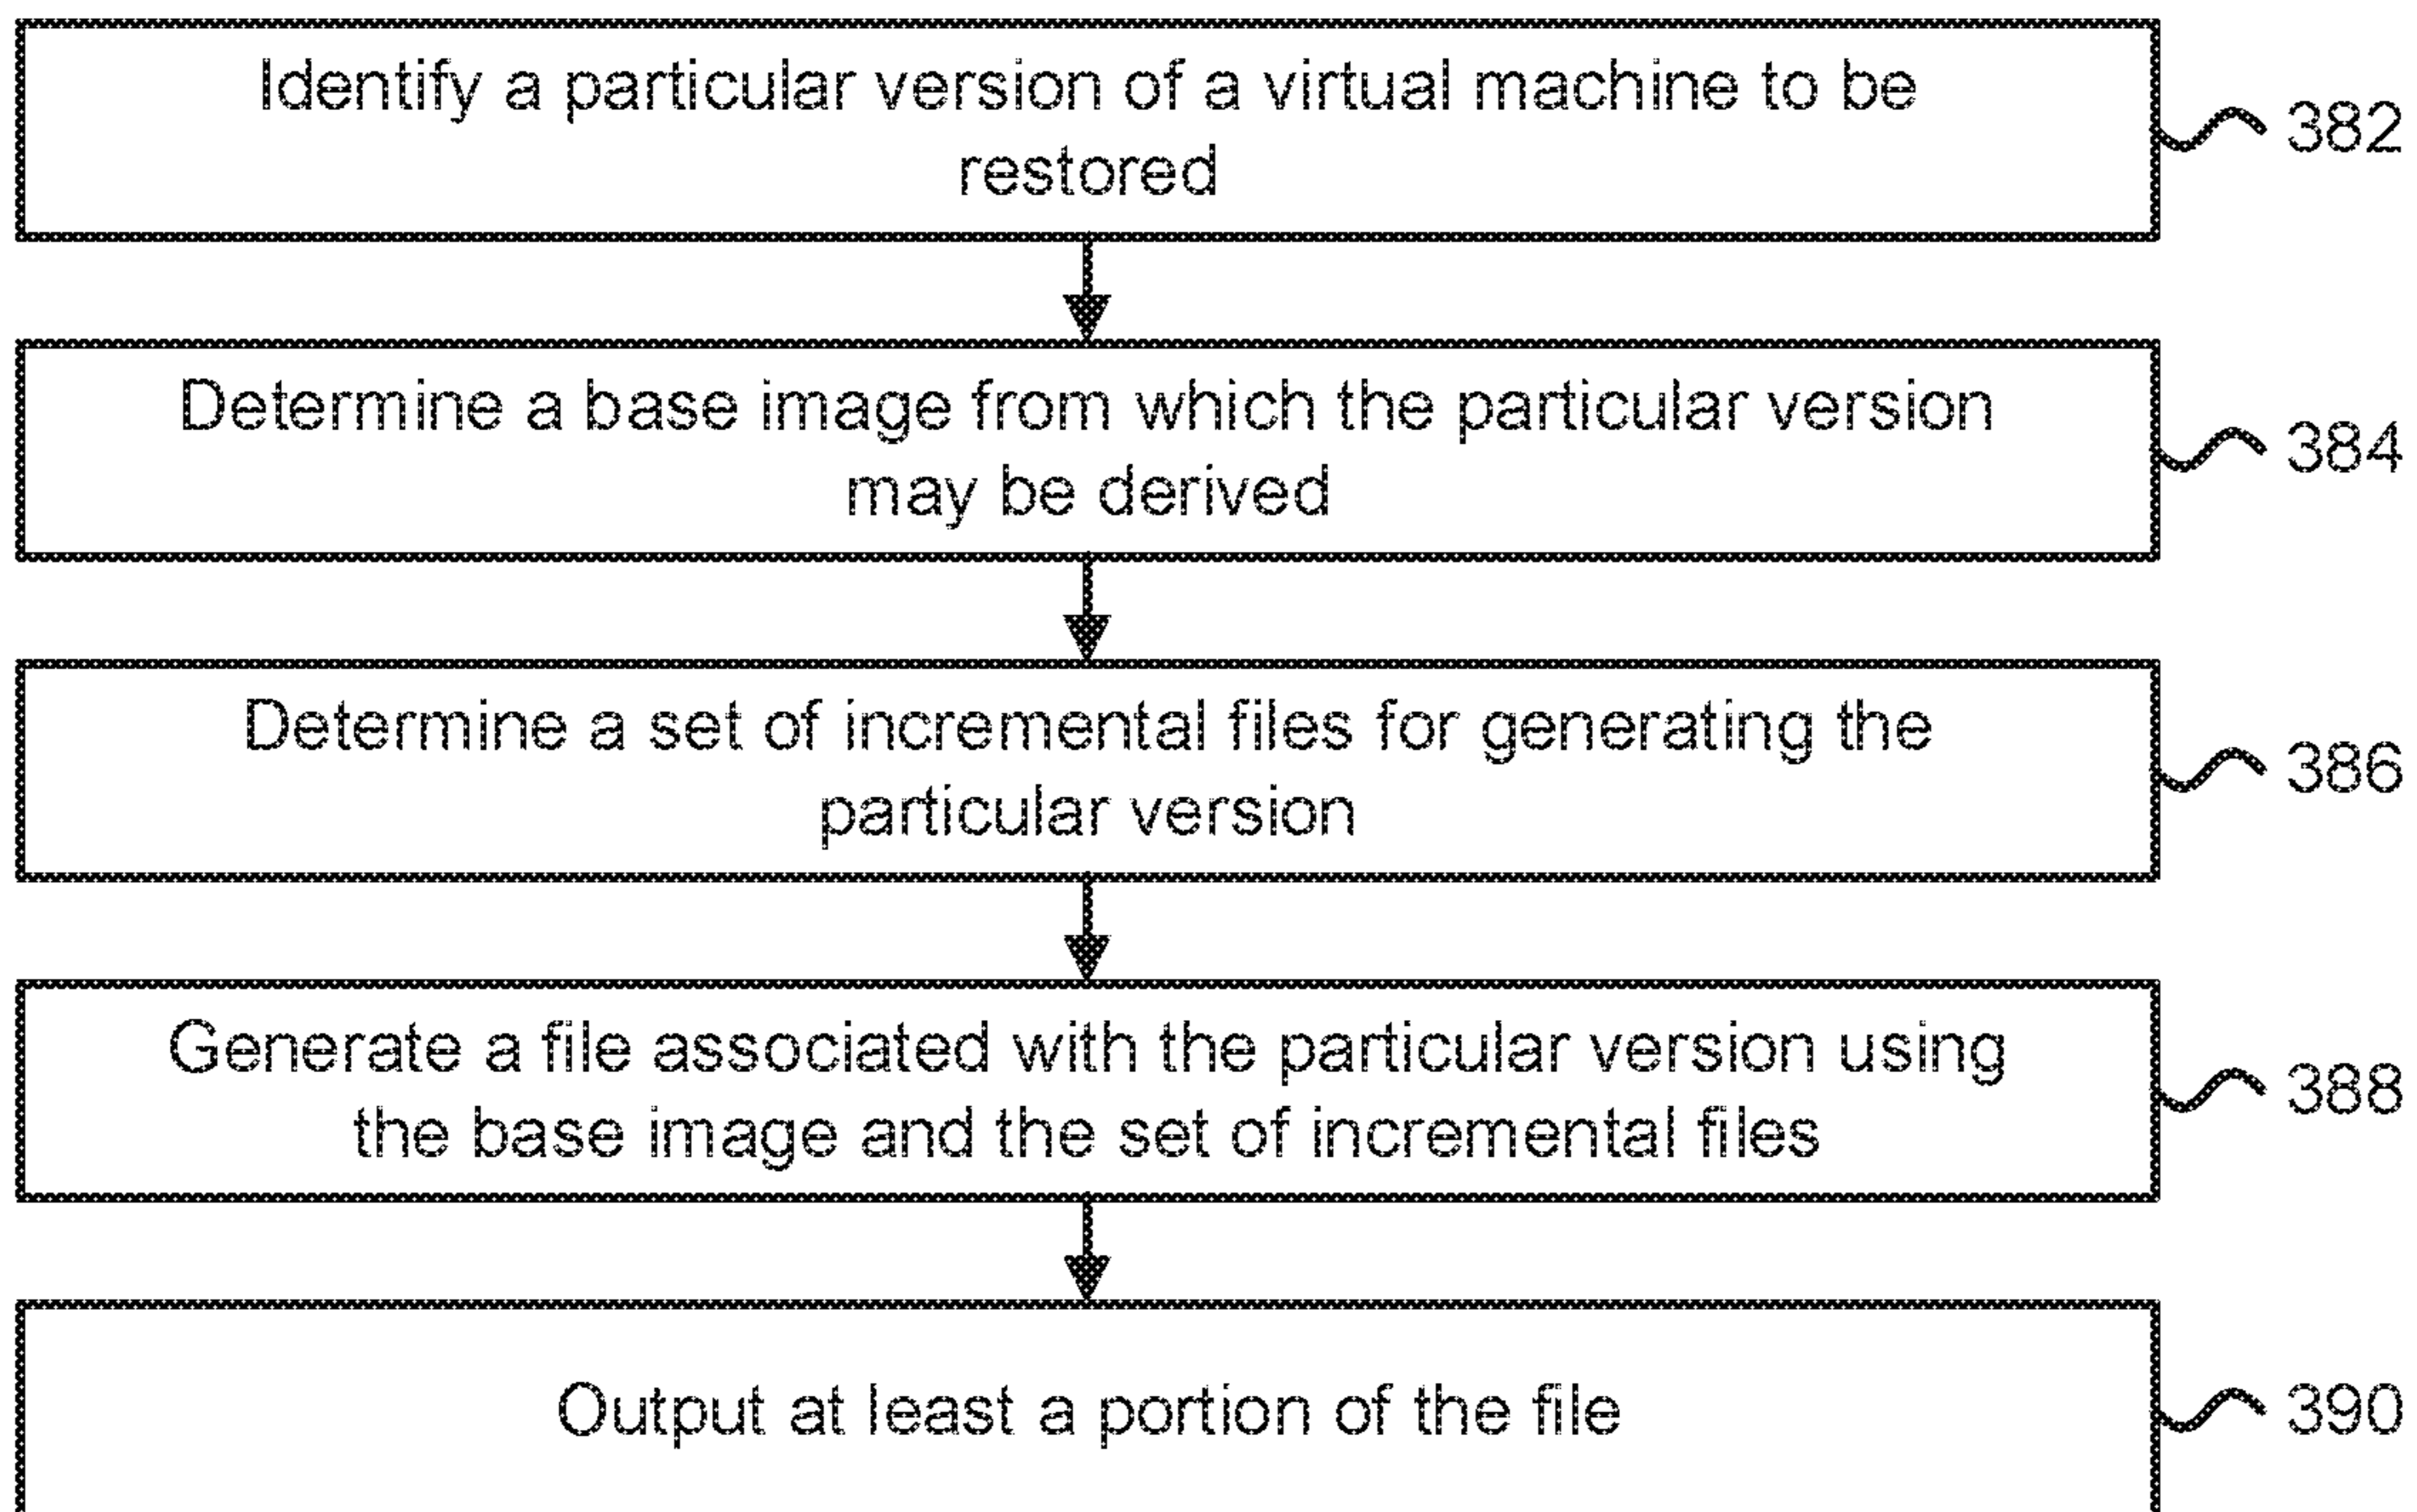 Identify a particular version of a virtual machine to be
restored
382
Determine a base image from which the particular version
may be derived
384
Determine a set of incremental files for generating the
particular version
386
Generate a file associated with the particular version using
the base image and the set of incremental files
388
Output at least a portion of the file
390